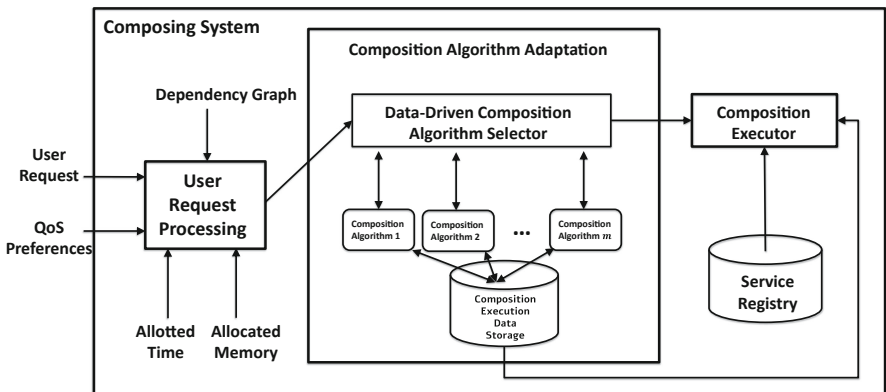 Composing System
Composition Algorithm Adaptation
Dependency Graph
Data-Driven Composition
Algorithm Selector
Composition
Executor
User
Request
User
Request
Processing
QoS
Preferences
Composition
Algorithm 1
Composition
Algorithm 2
...
Composition
Algorithm m
Service
Registry
Composition
Execution
Data
Storage
Allotted
Time
Allocated
Memory